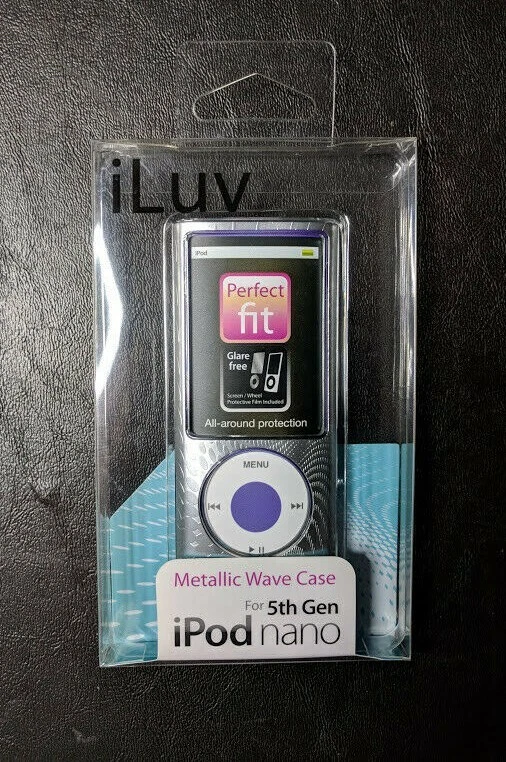 iLuv
iPod
Perfect
fit
Glare
free
Screen / Wheel
Protective Film Included
All-around protection
MENU
Metallic Wave Case
For 5th Gen
iPod nano